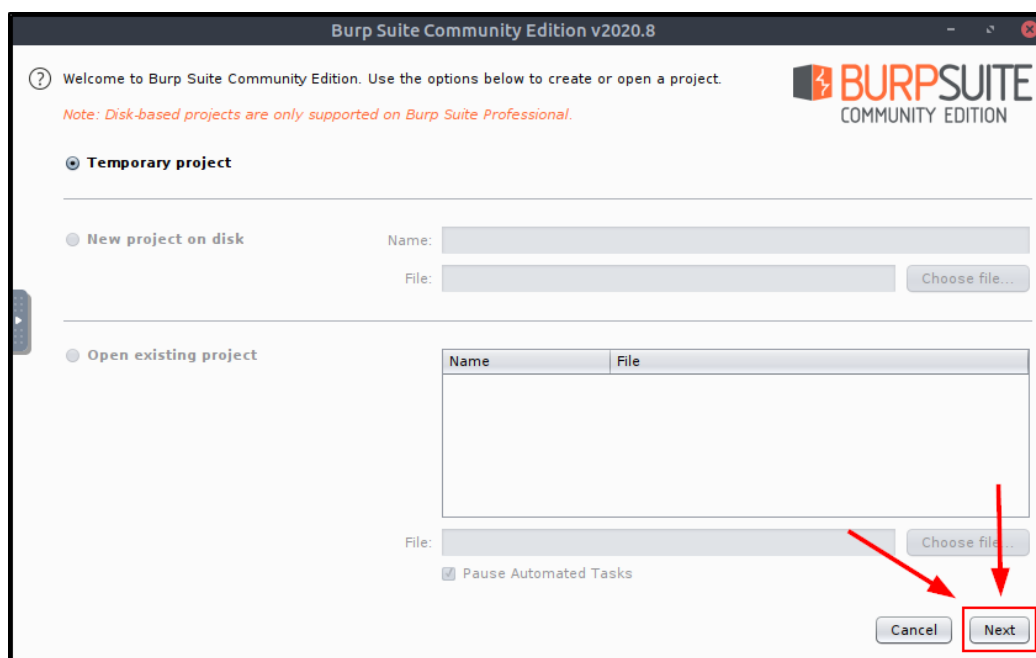 Burp Suite Community Edition v2020.8
? Welcome to Burp Suite Community Edition. Use the options below to create or open a project.
BURPSUITE
COMMUNITY EDITION
Note: Disk-based projects are only supported on Burp Suite Professional.
Temporary project
New project on disk
Name:
File:
Choose file...
Open existing project
Name File
File:
Choose file...
Pause Automated Tasks
Cancel Next